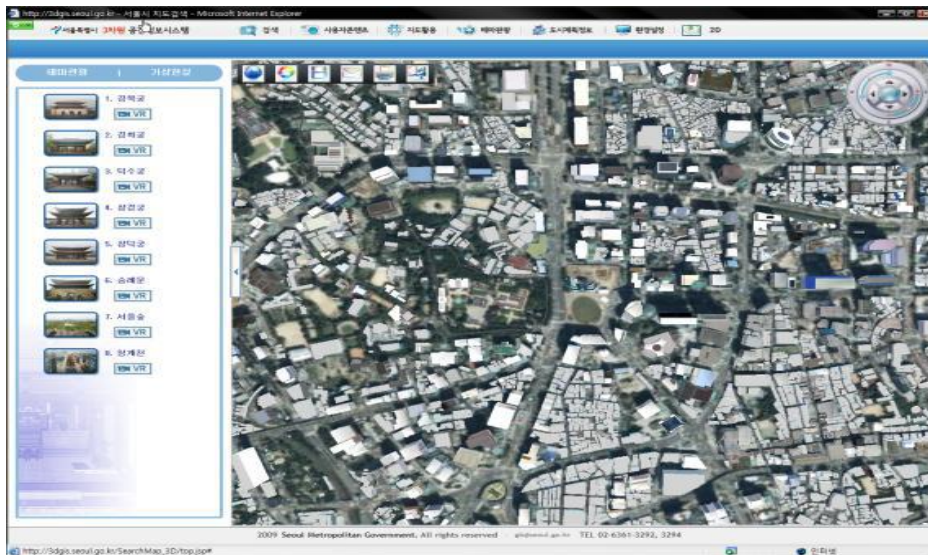 http://3dgis.seoul.go.kr - 서울시 지도검색 - Microsoft Internet Explorer
서울특별시 3차원 공간정보시스템
검색
사용자콘텐츠
지도활용
테마관광
도시계획정보
환경설정
2D
테마관광 | 가상현장
1. 경복궁
VR
2. 경희궁
VR
3. 덕수궁
VR
4. 창경궁
VR
5. 창덕궁
VR
6. 숭례문
VR
7. 서울숲
VR
8. 청계천
VR
2009 Seoul Metropolitan Government, All rights reserved
TEL 02-6361-3292, 3294
http://3dgis.seoul.go.kr/SearchMap_3D/top.jsp#
인터넷